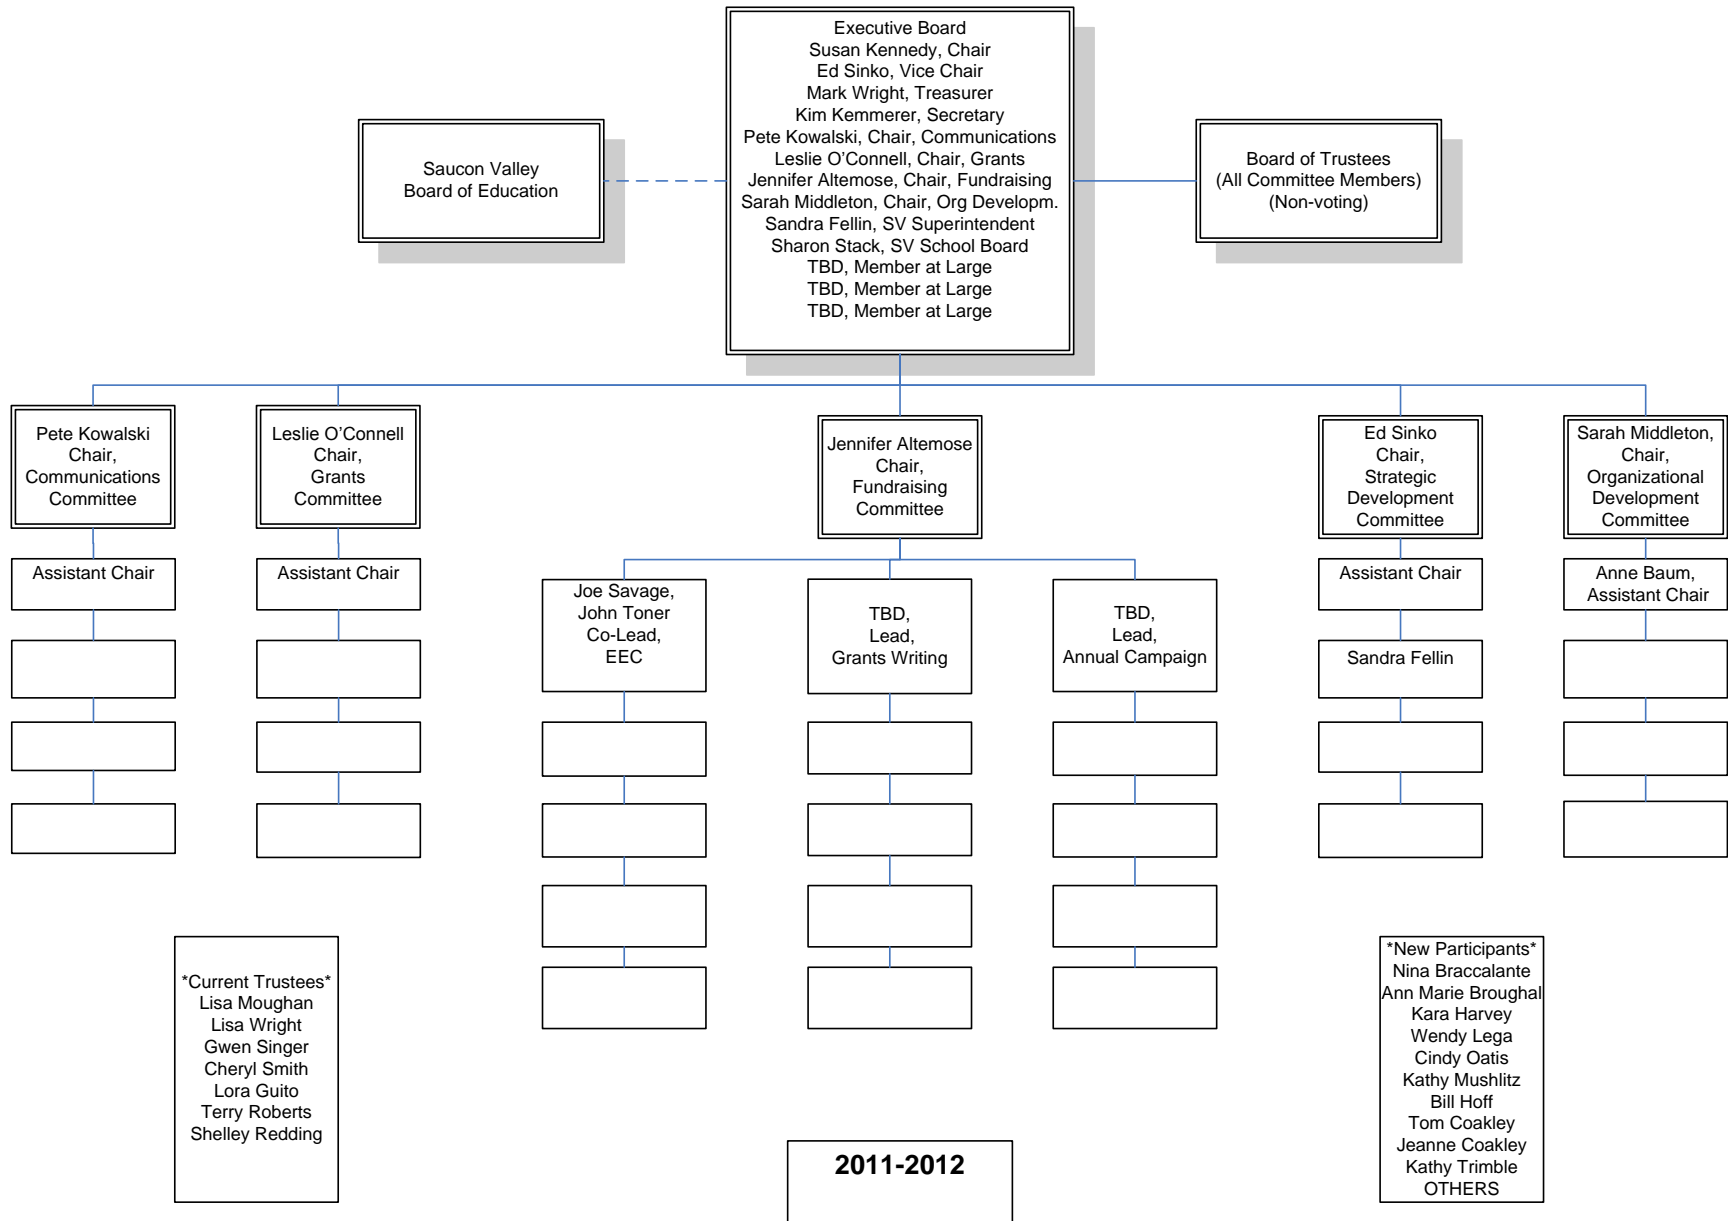 Executive Board
Susan Kennedy, Chair
Ed Sinko, Vice Chair
Mark Wright, Treasurer
Kim Kemmerer, Secretary
Pete Kowalski, Chair, Communications
Leslie O’Connell, Chair, Grants
Jennifer Altemose, Chair, Fundraising
Sarah Middleton, Chair, Org Developm.
Sandra Fellin, SV Superintendent
Sharon Stack, SV School Board
TBD, Member at Large
TBD, Member at Large
TBD, Member at Large
Saucon Valley
Board of Education
Board of Trustees
(All Committee Members)
(Non-voting)
Pete Kowalski
Chair,
Communications
Committee
Leslie O’Connell
Chair,
Grants
Committee
Jennifer Altemose
Chair,
Fundraising
Committee
Ed Sinko
Chair,
Strategic
Development
Committee
Sarah Middleton,
Chair,
Organizational
Development
Committee
Assistant Chair
Assistant Chair
Joe Savage,
John Toner
Co-Lead,
EEC
TBD,
Lead,
Grants Writing
TBD,
Lead,
Annual Campaign
Assistant Chair
Anne Baum,
Assistant Chair
Sandra Fellin
*Current Trustees*
Lisa Moughan
Lisa Wright
Gwen Singer
Cheryl Smith
Lora Guito
Terry Roberts
Shelley Redding
*New Participants*
Nina Braccalante
Ann Marie Broughal
Kara Harvey
Wendy Lega
Cindy Oatis
Kathy Mushlitz
Bill Hoff
Tom Coakley
Jeanne Coakley
Kathy Trimble
OTHERS
2011-2012